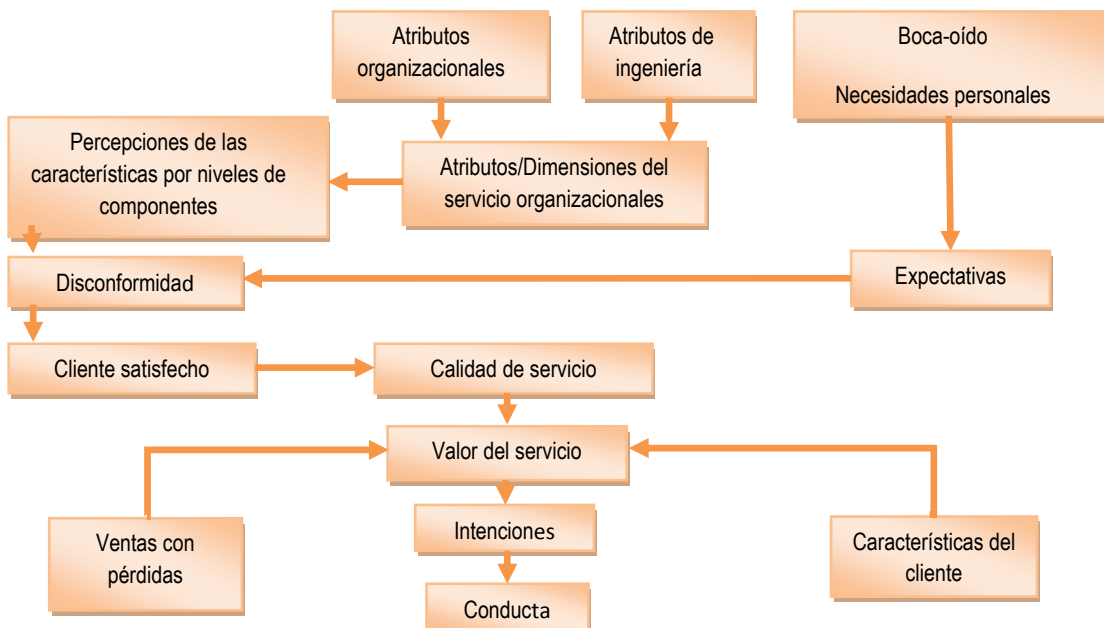 Atributos
organizacionales
Atributos de
ingeniería
Boca-oído
Necesidades personales
Percepciones de las
características por niveles de
componentes
Atributos/Dimensiones del
servicio organizacionales
Disconformidad
Expectativas
Cliente satisfecho
Calidad de servicio
Valor del servicio
Ventas con
pérdidas
Intenciones
Características del
cliente
Conducta